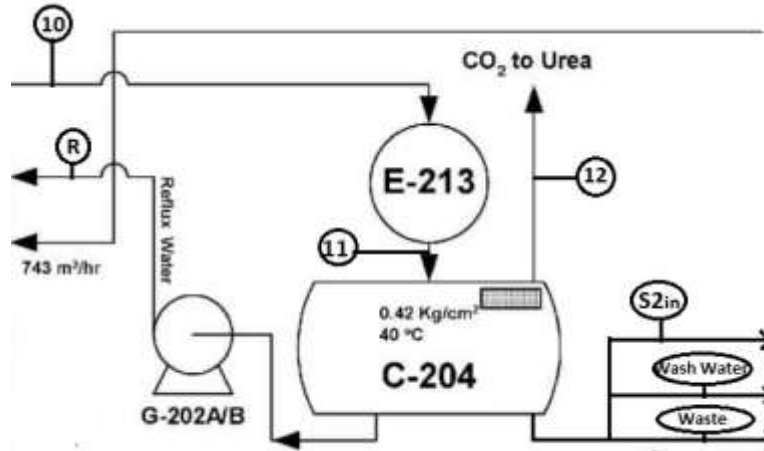 10
CO₂ to Urea
E-213
R
12
Reflux Water
11
743 m³/hr
0.42 Kg/cm²
40 °C
S2in
C-204
Wash Water
G-202A/B
Waste